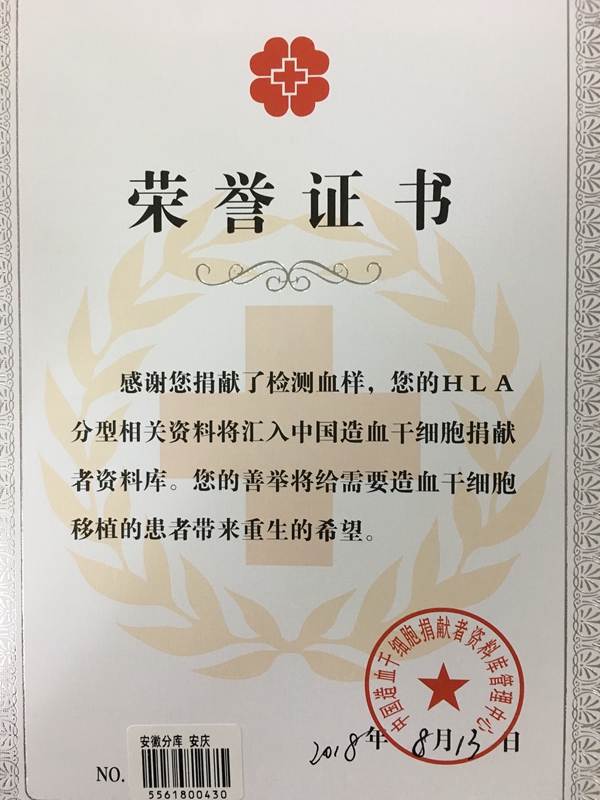 荣誉证书
感谢您捐献了检测血样，您的HLA
分型相关资料将汇入中国造血干细胞捐献
者资料库。您的善举将给需要造血干细胞
移植的患者带来重生的希望。
中国造血干细胞捐献者资料库管理中心
2018年8月13日
安徽分库 安庆
NO.
5561800430